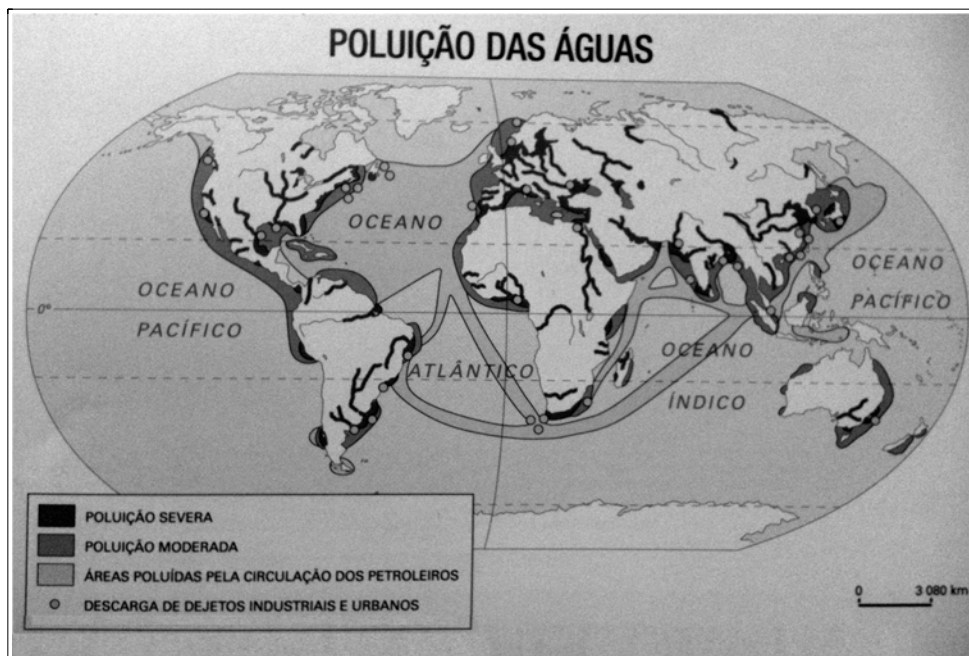 POLUIÇÃO DAS ÁGUAS
OCEANO
OCEANO
PACÍFICO
0°
ATLÂNTICO
OCEANO
ÍNDICO
OCEANO
PACÍFICO
POLUIÇÃO SEVERA
POLUIÇÃO MODERADA
ÁREAS POLUÍDAS PELA CIRCULAÇÃO DOS PETROLEIROS
DESCARGA DE DEJETOS INDUSTRIAIS E URBANOS
0 3 080 km